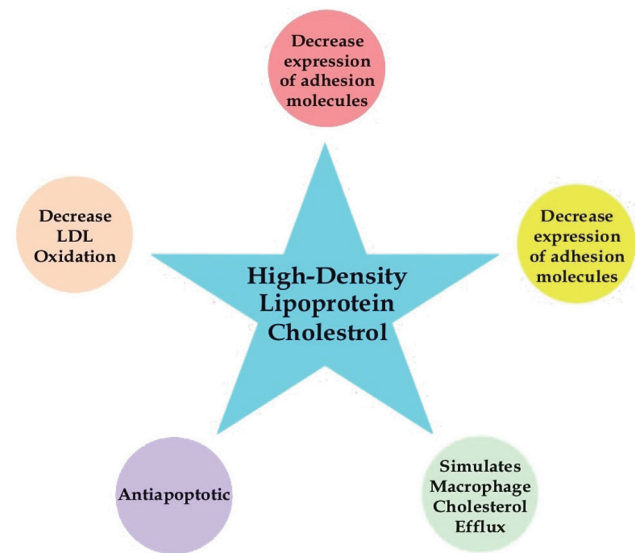 Decrease
expression
of adhesion
molecules
Decrease
LDL
Oxidation
Decrease
expression
of adhesion
molecules
High-Density
Lipoprotein
Cholestrol
Antiapoptotic
Simulates
Macrophage
Cholesterol
Efflux